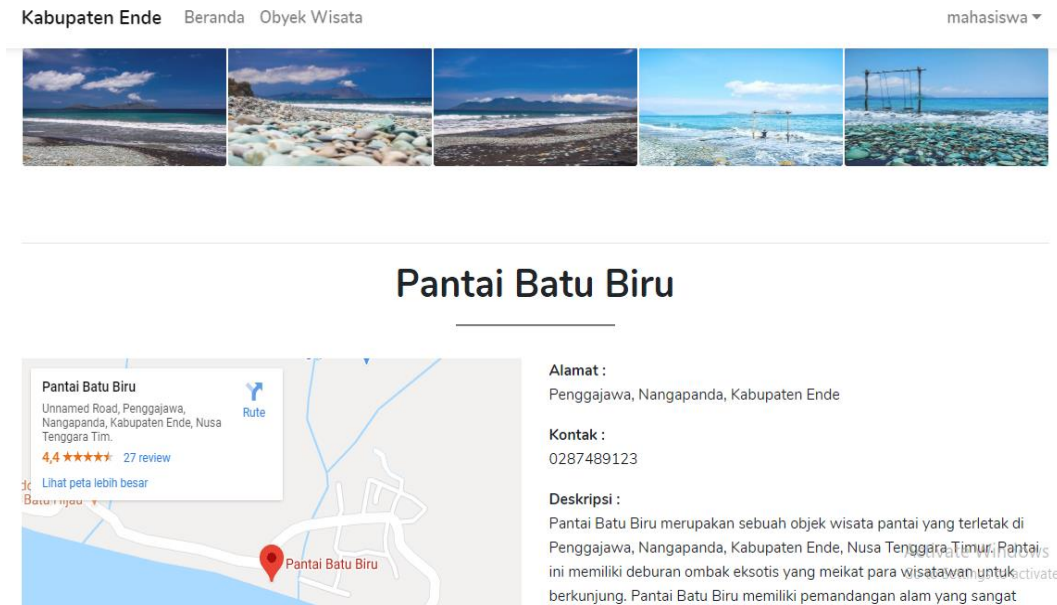 Kabupaten Ende Beranda Obyek Wisata mahasiswa
Pantai Batu Biru
Pantai Batu Biru
Unnamed Road, Penggajawa,
Nangapanda, Kabupaten Ende, Nusa
Tenggara Tim.
Rute
4,4 27 review
Lihat peta lebih besar
Pantai Batu Biru
Alamat :
Penggajawa, Nangapanda, Kabupaten Ende
Kontak :
0287489123
Deskripsi :
Pantai Batu Biru merupakan sebuah objek wisata pantai yang terletak di
Penggajawa, Nangapanda, Kabupaten Ende, Nusa Tenggara Timur. Pantai
ini memiliki deburan ombak eksotis yang meikat para wisatawan untuk
berkunjung. Pantai Batu Biru memiliki pemandangan alam yang sangat
Activate Windows
activate